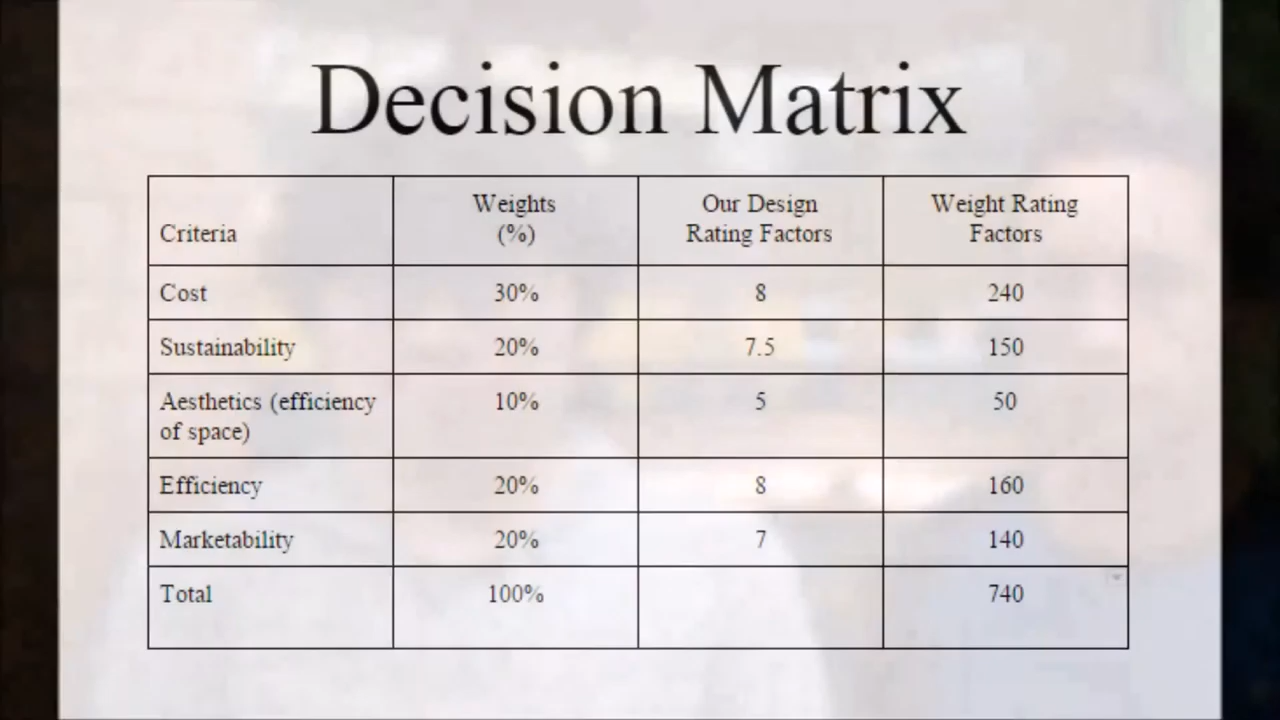 Decision Matrix
Criteria
Weights
(%)
Our Design
Rating Factors
Weight Rating
Factors
Cost 30% 8 240
Sustainability 20% 7.5 150
Aesthetics (efficiency
of space) 10% 5 50
Efficiency 20% 8 160
Marketability 20% 7 140
Total 100% 740